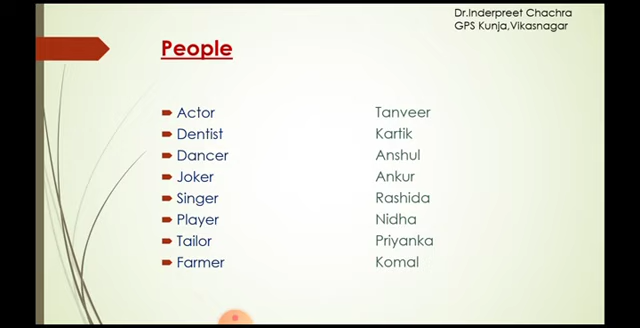 Dr.Inderpreet Chachra
GPS Kunja,Vikasnagar
People
Actor Tanveer
Dentist Kartik
Dancer Anshul
Joker Ankur
Singer Rashida
Player Nidha
Tailor Priyanka
Farmer Komal